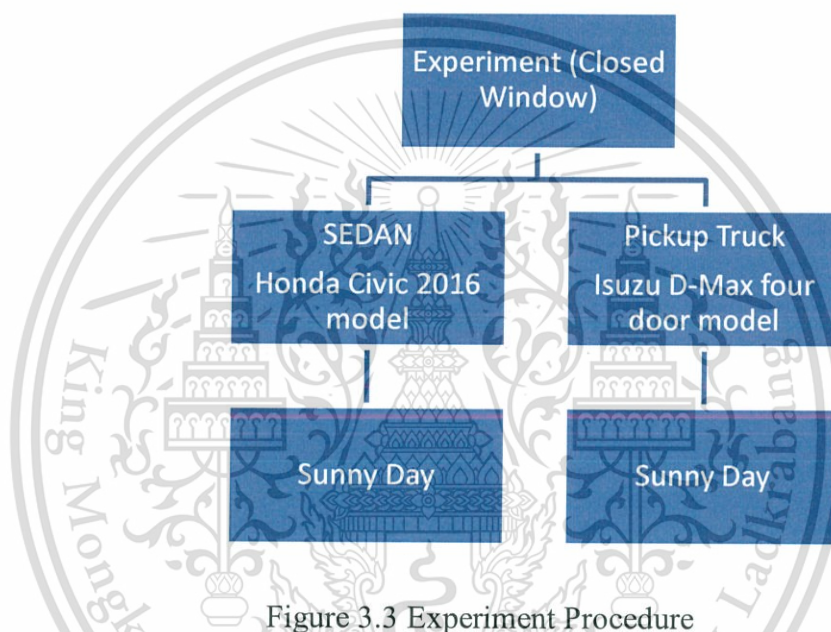 Experiment (Closed
Window)
SEDAN
Honda Civic 2016
model
Pickup Truck
Isuzu D-Max four
door model
Sunny Day
Sunny Day
Figure 3.3 Experiment Procedure
King Mongk
Ladkrabang